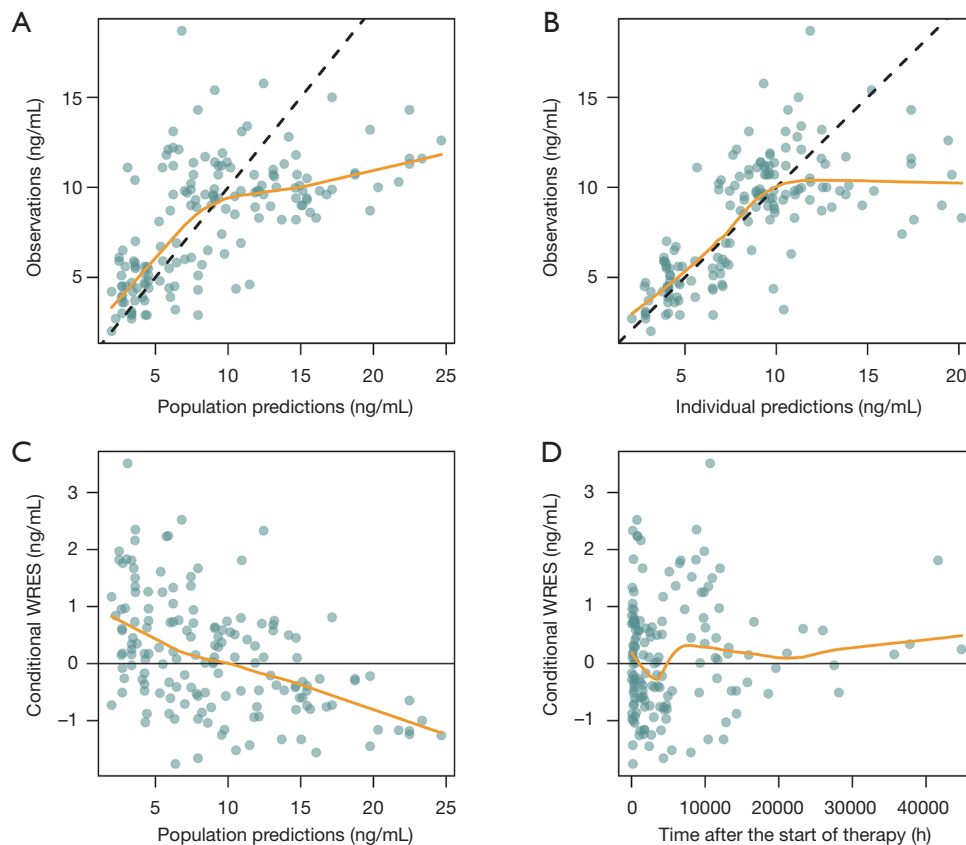 A
Observations (ng/mL)
15
10
5
5 10 15 20 25
Population predictions (ng/mL)
B
Observations (ng/mL)
15
10
5
5 10 15 20
Individual predictions (ng/mL)
C
Conditional WRES (ng/mL)
3
2
1
0
−1
5 10 15 20 25
Population predictions (ng/mL)
D
Conditional WRES (ng/mL)
3
2
1
0
−1
0 10000 20000 30000 40000
Time after the start of therapy (h)